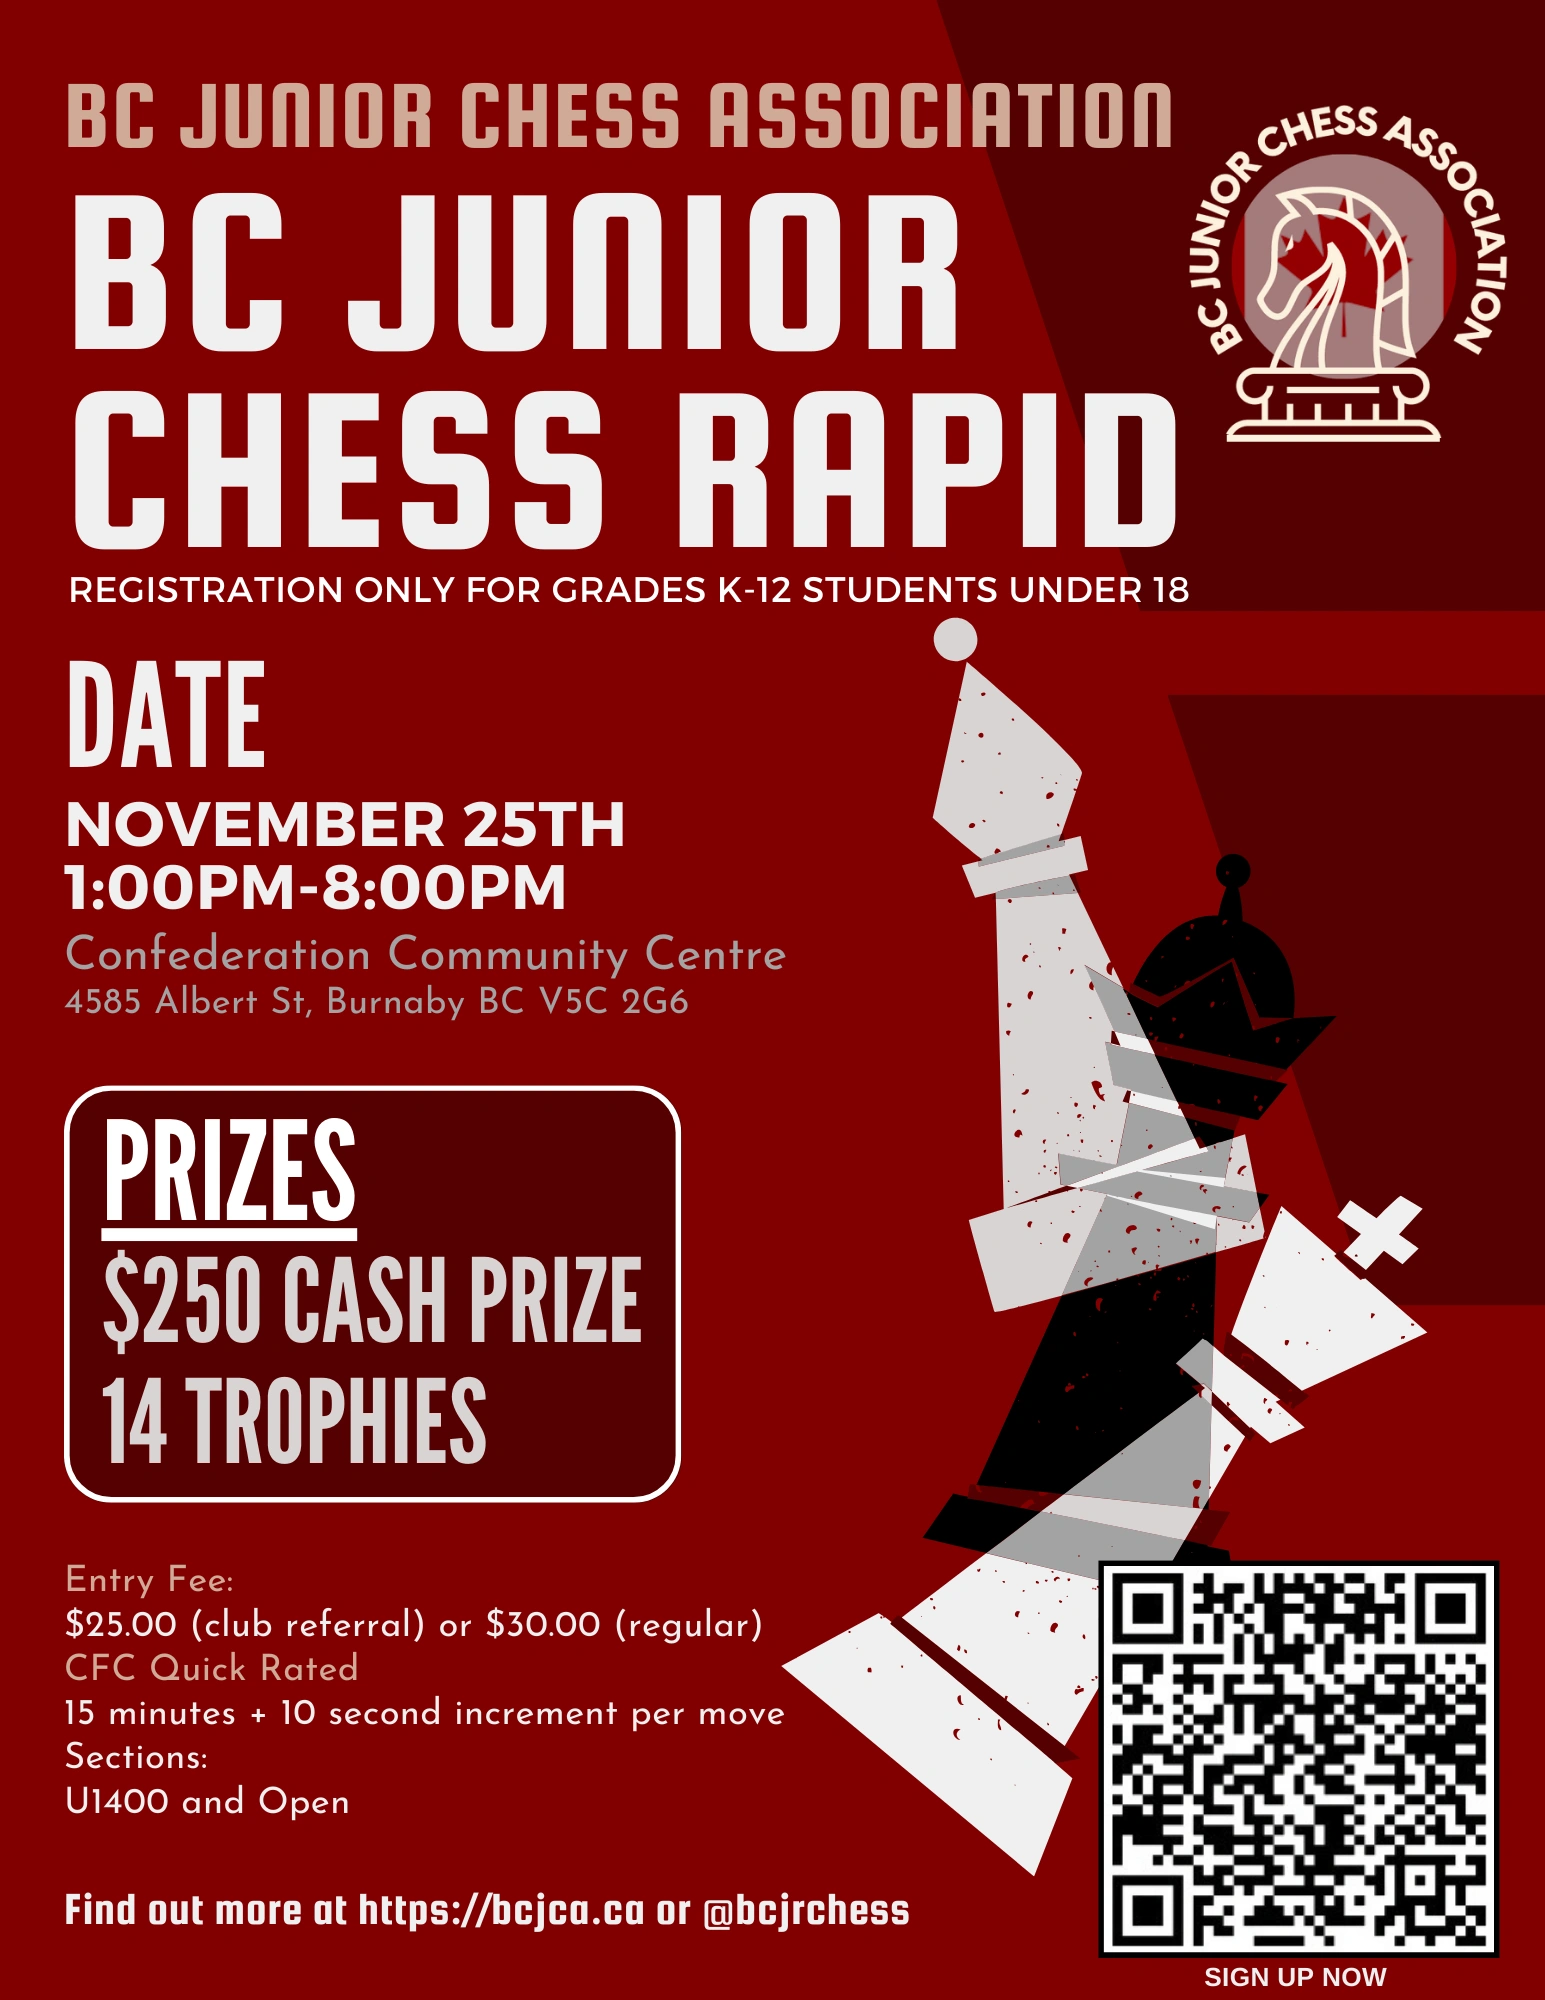 BC JUNIOR CHESS ASSOCIATION
BC JUNIOR CHESS ASSOCIATION
BC JUNIOR
CHESS RAPID
REGISTRATION ONLY FOR GRADES K-12 STUDENTS UNDER 18
DATE
NOVEMBER 25TH
1:00PM-8:00PM
Confederation Community Centre
4585 Albert St, Burnaby BC V5C 2G6
PRIZES
$250 CASH PRIZE
14 TROPHIES
Entry Fee:
$25.00 (club referral) or $30.00 (regular)
CFC Quick Rated
15 minutes + 10 second increment per move
Sections:
U1400 and Open
Find out more at https://bcjca.ca or @bcjrchess
SIGN UP NOW